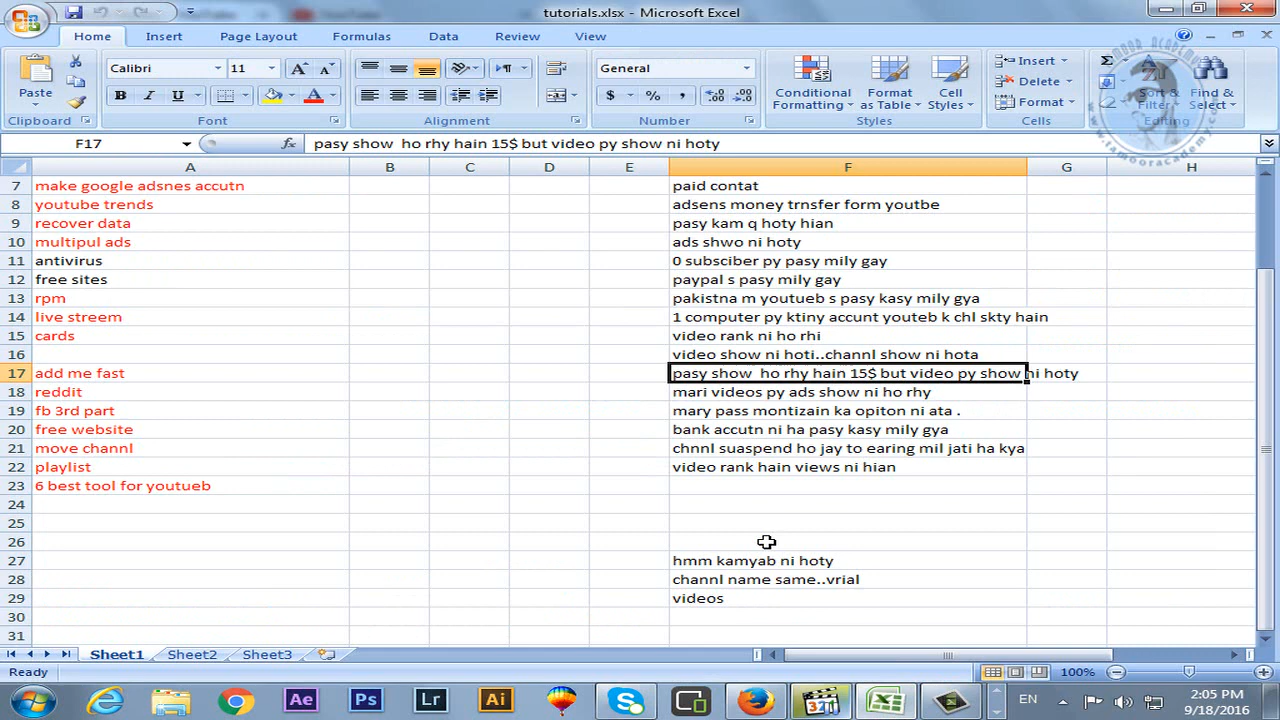 tutorials.xlsx - Microsoft Excel
Home Insert Page Layout Formulas Data Review View
Paste
Clipboard
Calibri 11
B I U A
Font
Alignment
General
$ % ,
Number
Conditional Formatting
Format as Table
Cell Styles
Styles
Insert
Delete
Format
Cells
Σ
Sort & Filter
Find & Select
Editing
www.tamooracademy.com
F17 fx pasy show  ho rhy hain 15$ but video py show ni hoty
A B C D E F G H
7 make google adsnes accutn paid contat
8 youtube trends adsens money trnsfer form youtbe
9 recover data pasy kam q hoty hian
10 multipul ads ads shwo ni hoty
11 antivirus 0 subsciber py pasy mily gay
12 free sites paypal s pasy mily gay
13 rpm pakistna m youtueb s pasy kasy mily gya
14 live streem 1 computer py ktiny accunt youteb k chl skty hain
15 cards video rank ni ho rhi
16 video show ni hoti..channl show ni hota
17 add me fast pasy show  ho rhy hain 15$ but video py show ni hoty
18 reddit mari videos py ads show ni ho rhy
19 fb 3rd part mary pass montizain ka opiton ni ata .
20 free website bank accutn ni ha pasy kasy mily gya
21 move channl chnnl suaspend ho jay to earing mil jati ha kya
22 playlist video rank hain views ni hian
23 6 best tool for youtueb
24
25
26
27 hmm kamyab ni hoty
28 channl name same..vrial
29 videos
30
31
Sheet1 Sheet2 Sheet3
Ready 100%
Ae Ps Lr Ai 321 EN 2:05 PM
9/18/2016